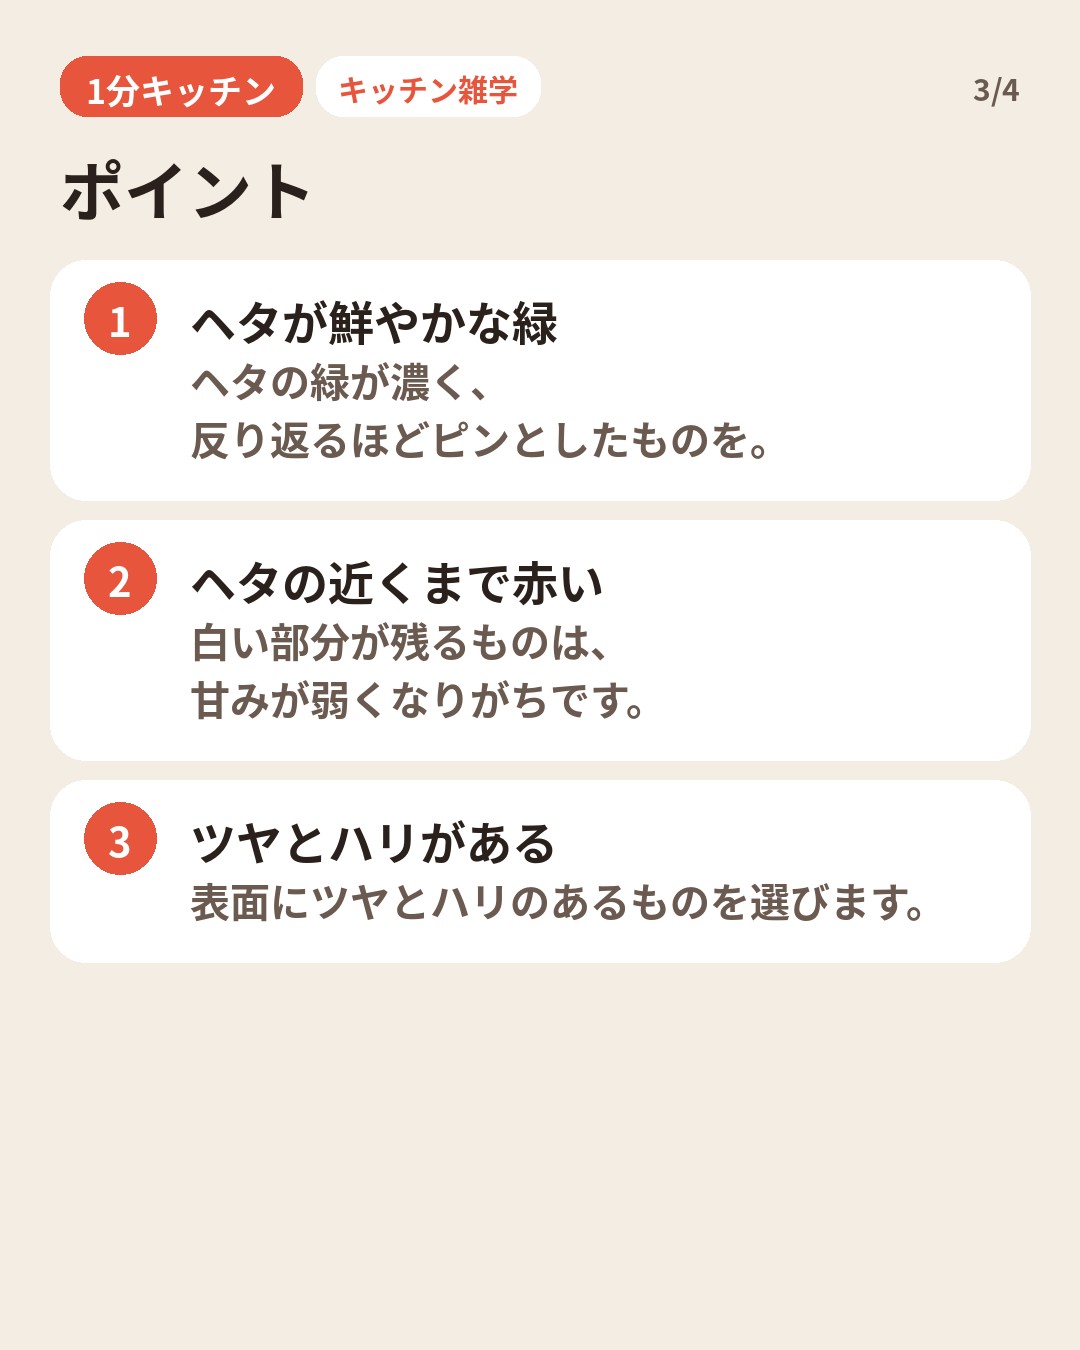 1分キッチン
キッチン雑学
3/4
ポイント
1
ヘタが鮮やかな緑
ヘタの緑が濃く、
反り返るほどピンとしたものを。
2
ヘタの近くまで赤い
白い部分が残るものは、
甘みが弱くなりがちです。
3
ツヤとハリがある
表面にツヤとハリのあるものを選びます。